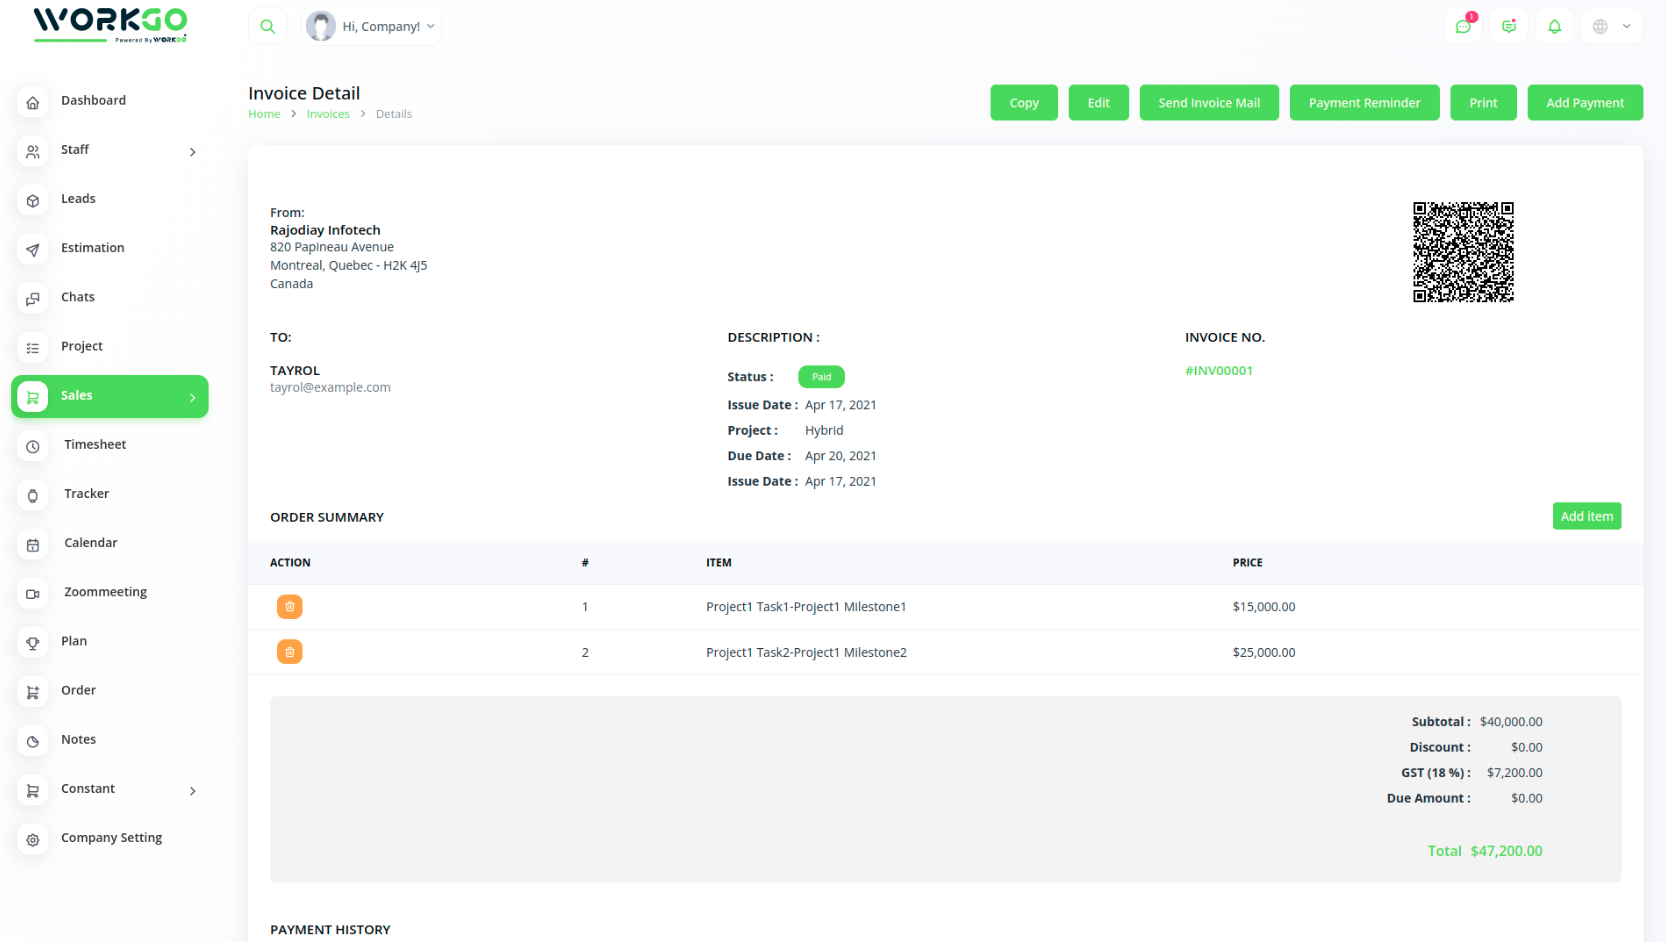 WORKGO
Powered By WORKGO
Hi, Company!
1
Dashboard
Staff
Leads
Estimation
Chats
Project
Sales
Timesheet
Tracker
Calendar
Zoommeeting
Plan
Order
Notes
Constant
Company Setting
Invoice Detail
Home > Invoices > Details
Copy
Edit
Send Invoice Mail
Payment Reminder
Print
Add Payment
From:
Rajodiay Infotech
820 Papineau Avenue
Montreal, Quebec - H2K 4J5
Canada
TO:
TAYROL
tayrol@example.com
DESCRIPTION :
Status : Paid
Issue Date : Apr 17, 2021
Project : Hybrid
Due Date : Apr 20, 2021
Issue Date : Apr 17, 2021
INVOICE NO.
#INV00001
ORDER SUMMARY
Add item
ACTION # ITEM PRICE
1 Project1 Task1-Project1 Milestone1 $15,000.00
2 Project1 Task2-Project1 Milestone2 $25,000.00
Subtotal : $40,000.00
Discount : $0.00
GST (18 %) : $7,200.00
Due Amount : $0.00
Total $47,200.00
PAYMENT HISTORY